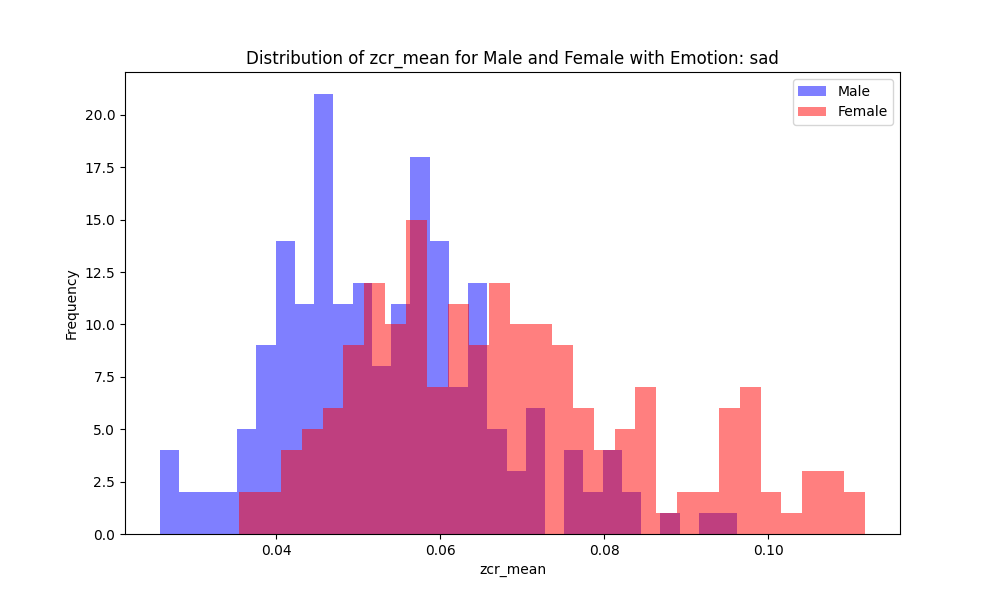 Distribution of zcr_mean for Male and Female with Emotion: sad
Male
Female
20.0
17.5
15.0
12.5
10.0
7.5
5.0
2.5
0.0
Frequency
0.04
0.06
0.08
0.10
zcr_mean